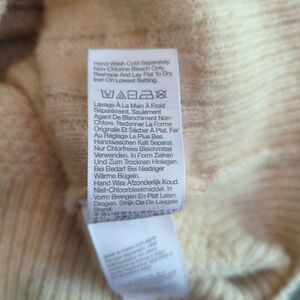 Hand Wash Cold Separately.
Non-Chlorine Bleach Only.
Reshape And Lay Flat To Dry.
Iron On Lowest Setting.
Lavage À La Main À Froid
Séparément, Seulement
Agent De Blanchiment Non-
Chlore. Redonner La Forme
Originale Et Sécher À Plat. Fer
Au Réglage Le Plus Bas.
Handwaschen Kalt Separat.
Nur Chlorfreies Bleichmittel
Verwenden. In Form Ziehen
Und Zum Trocknen Hinlegen.
Bei Bedarf Bei Niedriger
Wärme Bügeln.
Hand Was Afzonderlijk Koud.
Niet-Chloorbleekmiddel. In
Vorm Brengen En Plat Laten
Drogen. Strijk Op De Laagste
Stand.